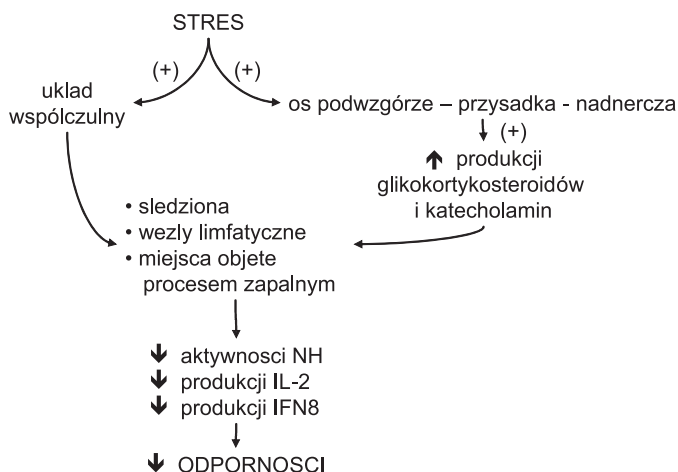 STRES
(+) (+)
uklad
wspólczulny
os podwzgórze – przysadka - nadnercza
(+)
🡹 produkcji
glikokortykosteroidów
i katecholamin
• sledziona
• wezly limfatyczne
• miejsca objete
procesem zapalnym
🡻 aktywnosci NH
🡻 produkcji IL-2
🡻 produkcji IFN8
🡻 ODPORNOSCI